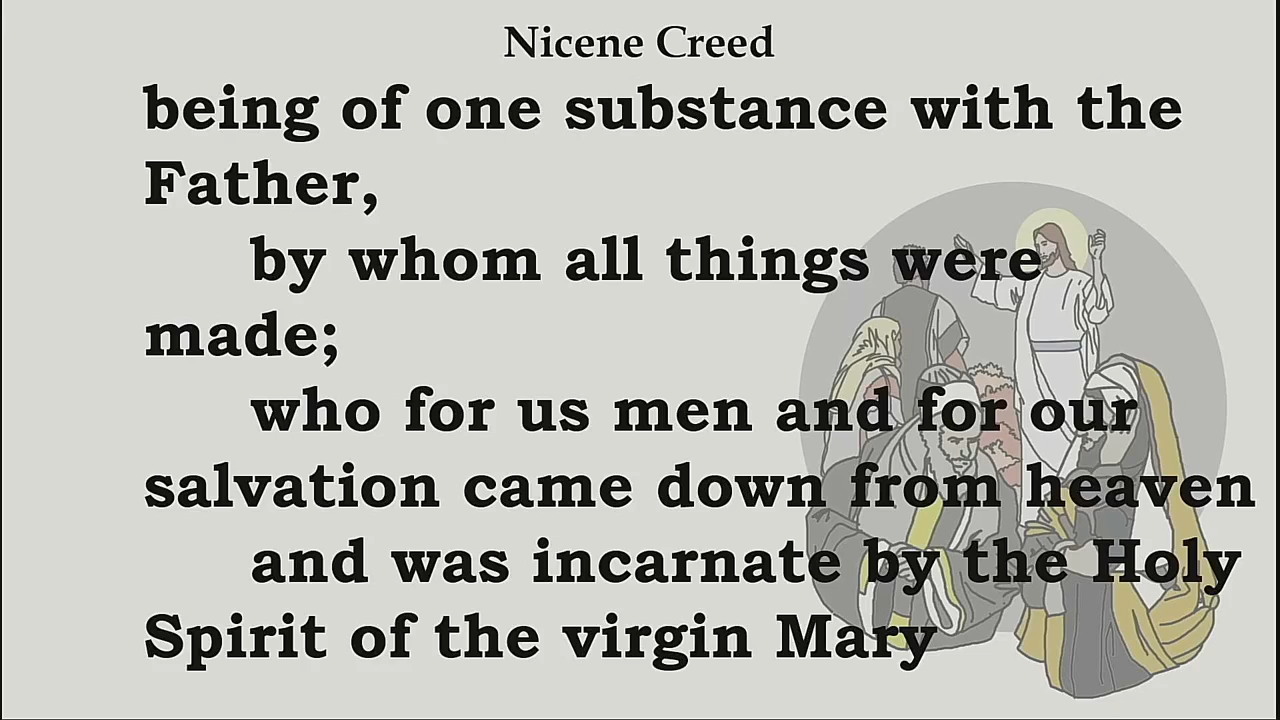 Nicene Creed
being of one substance with the
Father,
by whom all things were
made;
who for us men and for our
salvation came down from heaven
and was incarnate by the Holy
Spirit of the virgin Mary